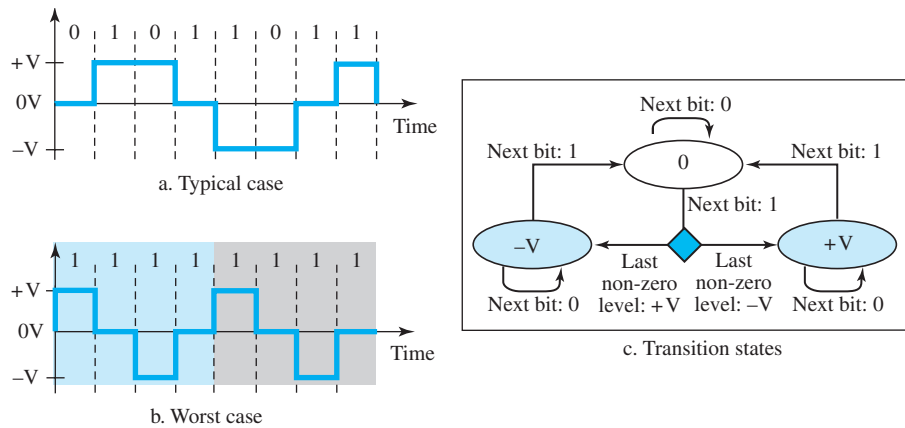 0 1 0 1 1 0 1 1
+V
0V
–V
Time
a. Typical case
1 1 1 1 1 1 1 1
+V
0V
–V
Time
b. Worst case
Next bit: 0
Next bit: 1
0
Next bit: 1
Next bit: 1
–V
+V
Last
non-zero
level: +V
Last
non-zero
level: –V
Next bit: 0
Next bit: 0
c. Transition states